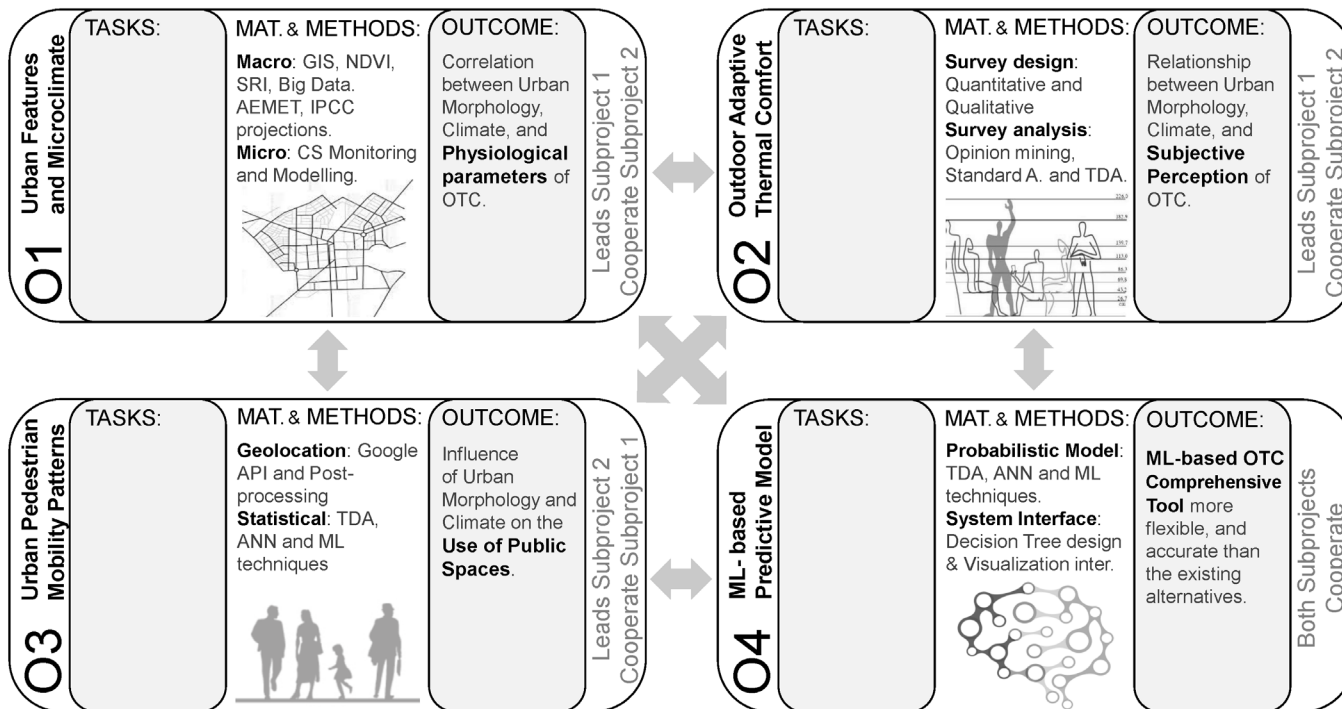 O1
Urban Features
and Microclimate
TASKS:
MAT. & METHODS:
Macro: GIS, NDVI,
SRI, Big Data.
AEMET, IPCC
projections.
Micro: CS Monitoring
and Modelling.
OUTCOME:
Correlation
between Urban
Morphology,
Climate, and
Physiological
parameters of
OTC.
Leads Subproject 1
Cooperate Subproject 2
O2
Outdoor Adaptive
Thermal Comfort
TASKS:
MAT. & METHODS:
Survey design:
Quantitative and
Qualitative
Survey analysis:
Opinion mining,
Standard A. and TDA.
OUTCOME:
Relationship
between Urban
Morphology,
Climate, and
Subjective
Perception of
OTC.
Leads Subproject 1
Cooperate Subproject 2
O3
Urban Pedestrian
Mobility Patterns
TASKS:
MAT. & METHODS:
Geolocation: Google
API and Post-
processing
Statistical: TDA,
ANN and ML
techniques
OUTCOME:
Influence
of Urban
Morphology and
Climate on the
Use of Public
Spaces.
Leads Subproject 2
Cooperate Subproject 1
O4
ML- based
Predictive Model
TASKS:
MAT. & METHODS:
Probabilistic Model:
TDA, ANN and ML
techniques.
System Interface:
Decision Tree design
& Visualization inter.
OUTCOME:
ML-based OTC
Comprehensive
Tool more
flexible, and
accurate than
the existing
alternatives.
Both Subprojects
Cooperate